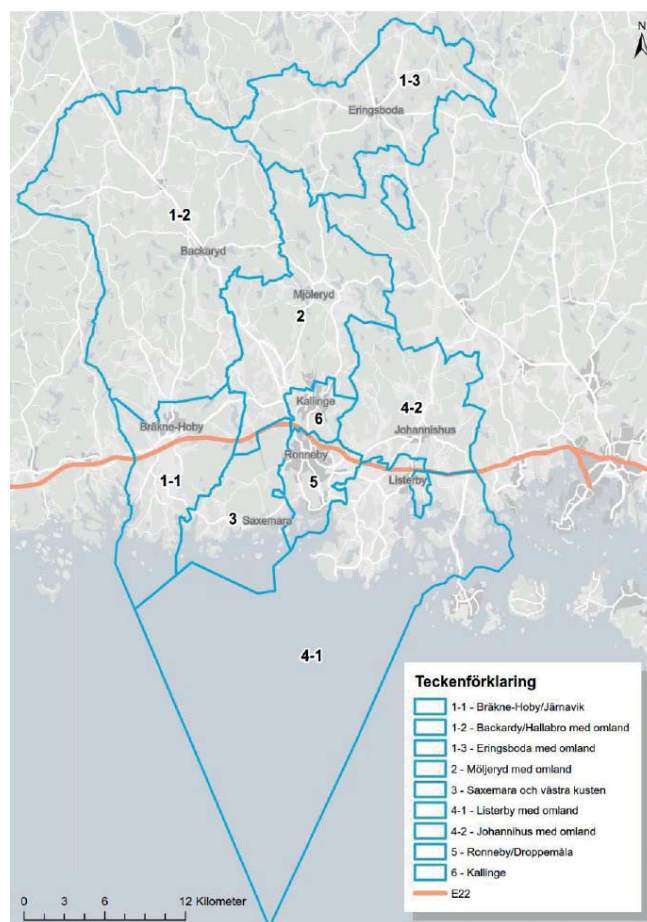 N
1-3
Eringsboda
1-2
Backaryd
Mjöleryd
2
Kallinge
6
4-2
Bräkne-Hoby
Johannishus
Ronneby
1-1
5
Listerby
3
Saxemara
4-1
Teckenförklaring
1-1 - Bräkne-Hoby/Järnavik
1-2 - Backardy/Hallabro med omland
1-3 - Eringsboda med omland
2 - Möljeryd med omland
3 - Saxemara och västra kusten
4-1 - Listerby med omland
4-2 - Johannihus med omland
5 - Ronneby/Droppemåla
6 - Kallinge
E22
0 3 6 12 Kilometer